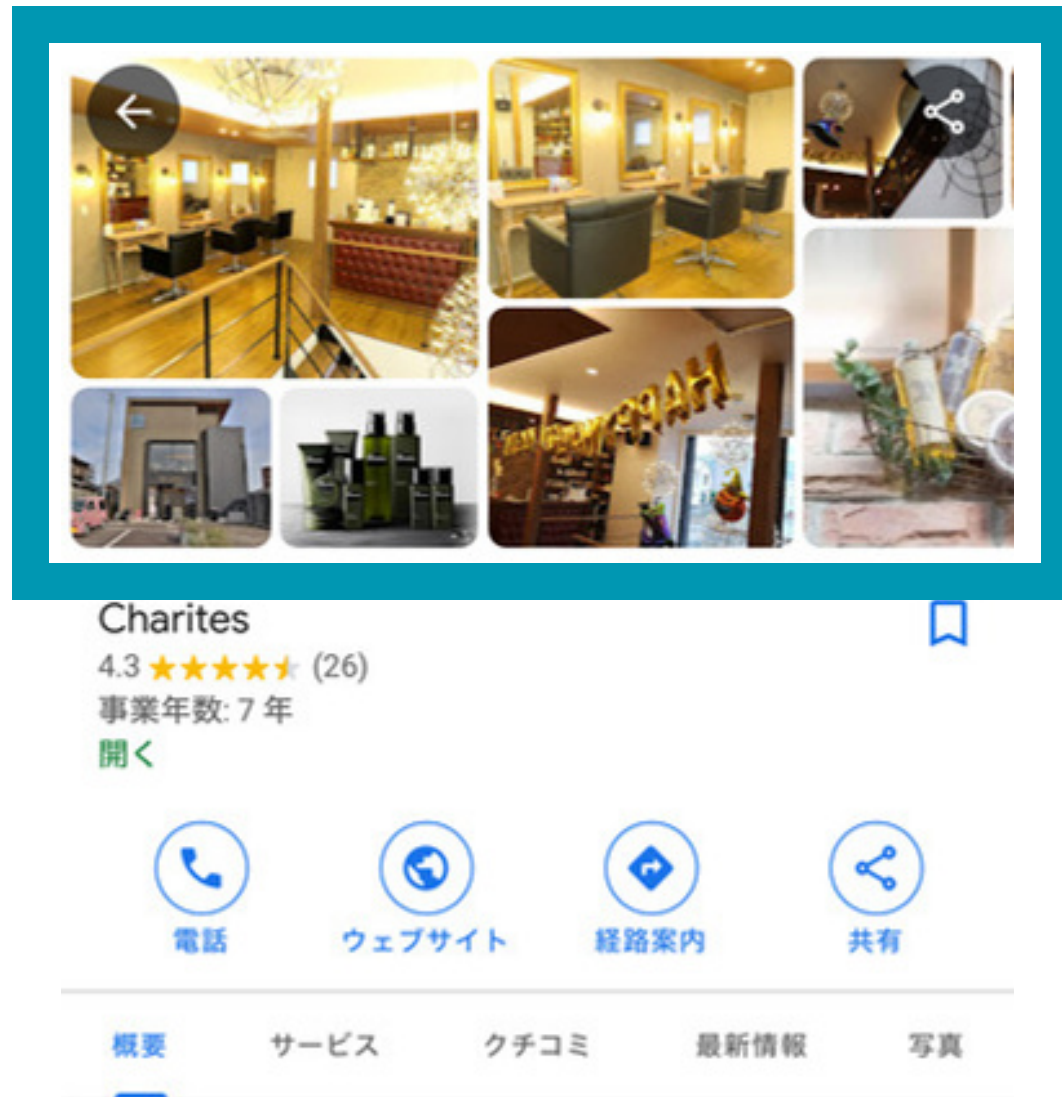 HAPPY
Charites
4.3 (26)
事業年数: 7 年
開く
電話
ウェブサイト
経路案内
共有
概要
サービス
クチコミ
最新情報
写真